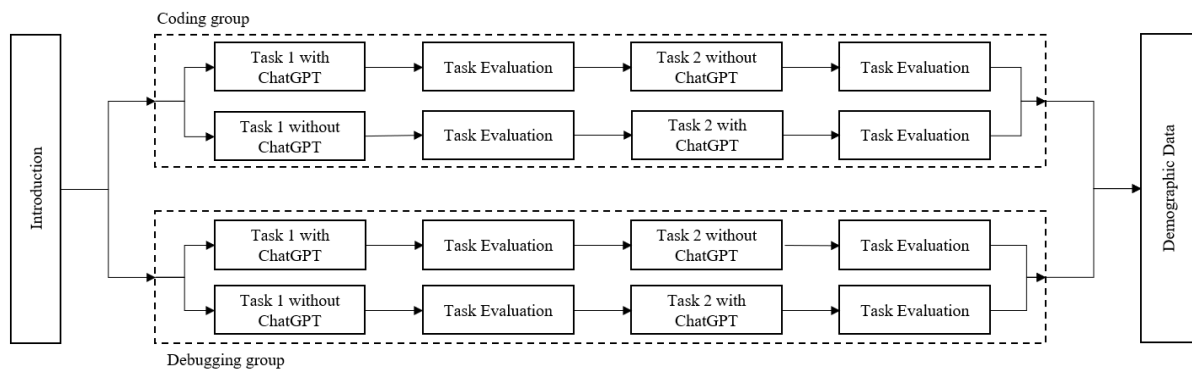 Coding group
Introduction
Task 1 with
ChatGPT
Task Evaluation
Task 2 without
ChatGPT
Task Evaluation
Task 1 without
ChatGPT
Task Evaluation
Task 2 with
ChatGPT
Task Evaluation
Task 1 with
ChatGPT
Task Evaluation
Task 2 without
ChatGPT
Task Evaluation
Task 1 without
ChatGPT
Task Evaluation
Task 2 with
ChatGPT
Task Evaluation
Debugging group
Demographic Data